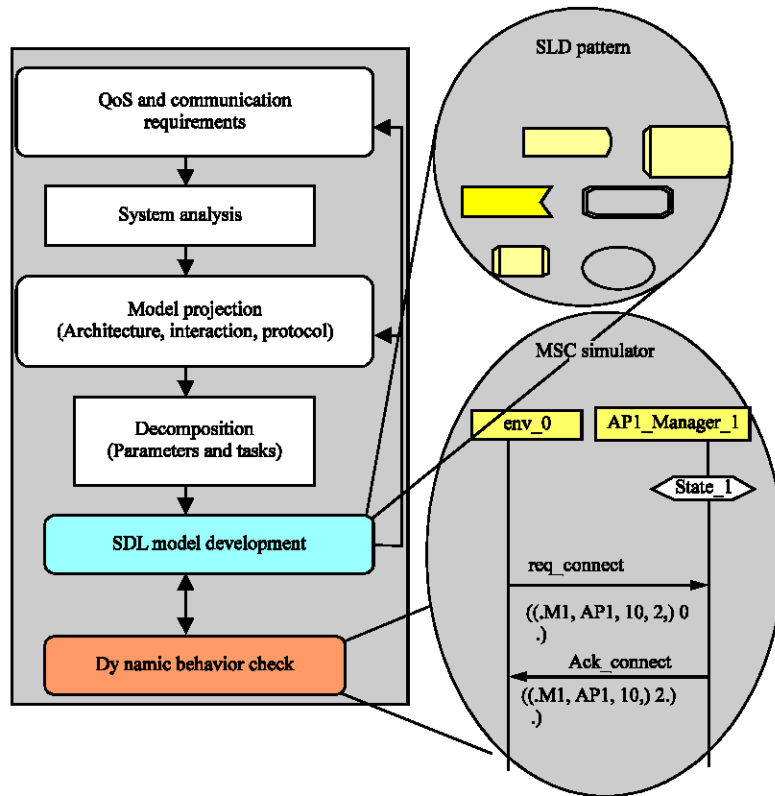 QoS and communication
requirements
System analysis
Model projection
(Architecture, interaction, protocol)
Decomposition
(Parameters and tasks)
SDL model development
Dy namic behavior check
SLD pattern
MSC simulator
env_0
AP1_Manager_1
State_1
req_connect
((.M1, AP1, 10, 2,) 0
.)
Ack_connect
((.M1, AP1, 10,) 2.)
.)